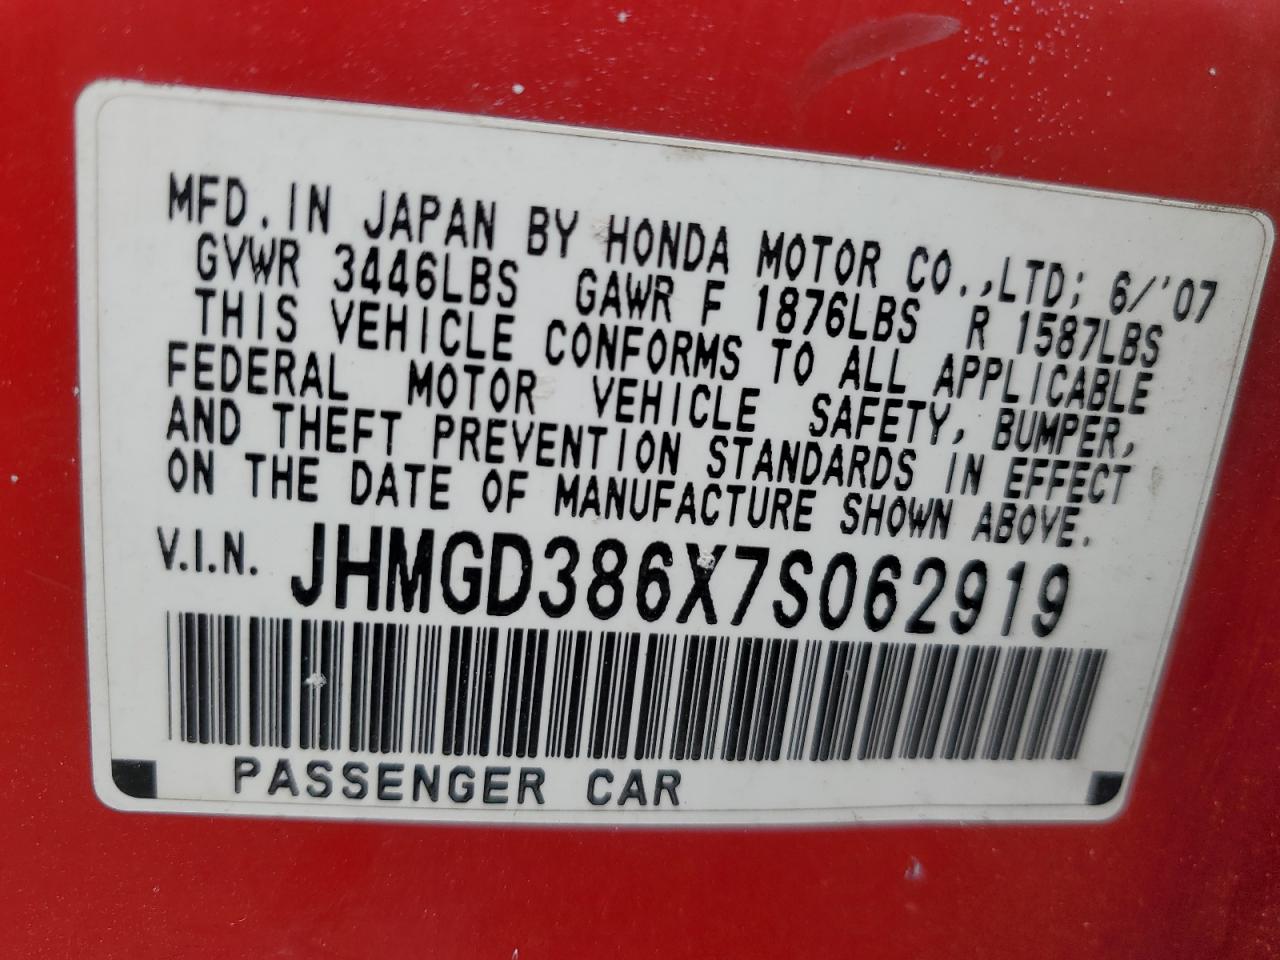 MFD. IN JAPAN BY HONDA MOTOR CO.,LTD; 6/'07
GVWR 3446LBS GAWR F 1876LBS R 1587LBS
THIS VEHICLE CONFORMS TO ALL APPLICABLE
FEDERAL MOTOR VEHICLE SAFETY, BUMPER,
AND THEFT PREVENTION STANDARDS IN EFFECT
ON THE DATE OF MANUFACTURE SHOWN ABOVE.
V.I.N. JHMGD386X7S062919
PASSENGER CAR